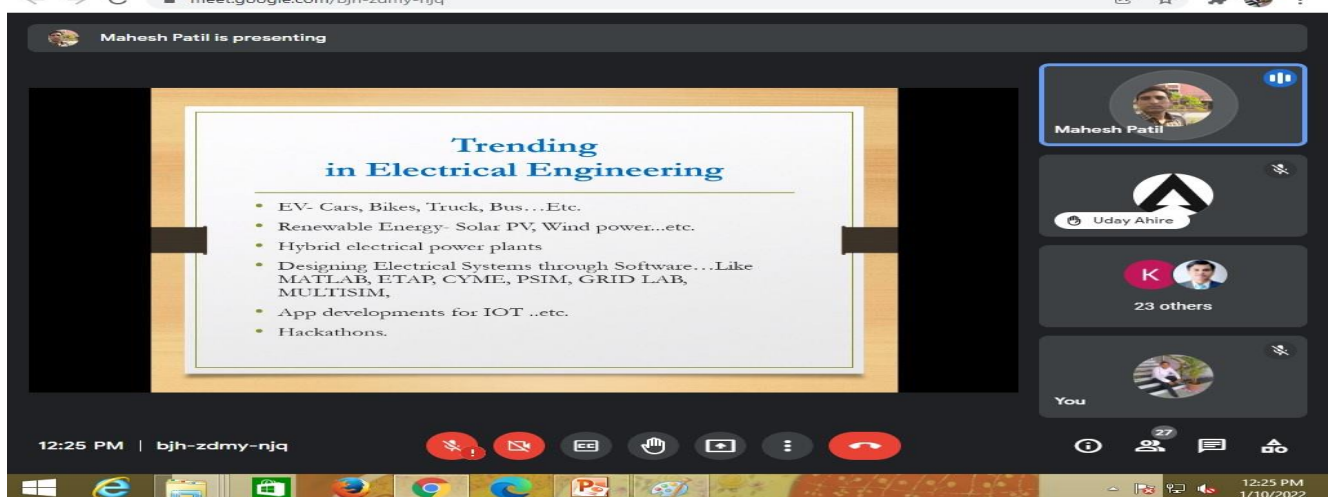 meet.google.com/bjh-zdmy-njq
Mahesh Patil is presenting
Trending
in Electrical Engineering
• EV- Cars, Bikes, Truck, Bus…Etc.
• Renewable Energy- Solar PV, Wind power...etc.
• Hybrid electrical power plants
• Designing Electrical Systems through Software…Like
MATLAB, ETAP, CYME, PSIM, GRID LAB,
MULTISIM,
• App developments for IOT ..etc.
• Hackathons.
Mahesh Patil
Uday Ahire
K
23 others
You
12:25 PM | bjh-zdmy-njq
CC
27
12:25 PM
1/10/2022